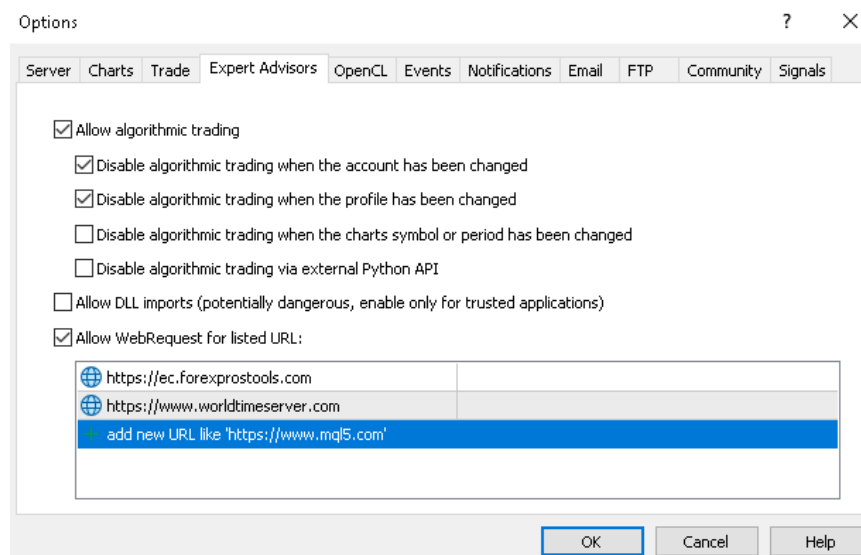 Options ? X
Server Charts Trade Expert Advisors OpenCL Events Notifications Email FTP Community Signals
Allow algorithmic trading
Disable algorithmic trading when the account has been changed
Disable algorithmic trading when the profile has been changed
Disable algorithmic trading when the charts symbol or period has been changed
Disable algorithmic trading via external Python API
Allow DLL imports (potentially dangerous, enable only for trusted applications)
Allow WebRequest for listed URL:
https://ec.forexprostools.com
https://www.worldtimeserver.com
+ add new URL like 'https://www.mql5.com'
OK Cancel Help